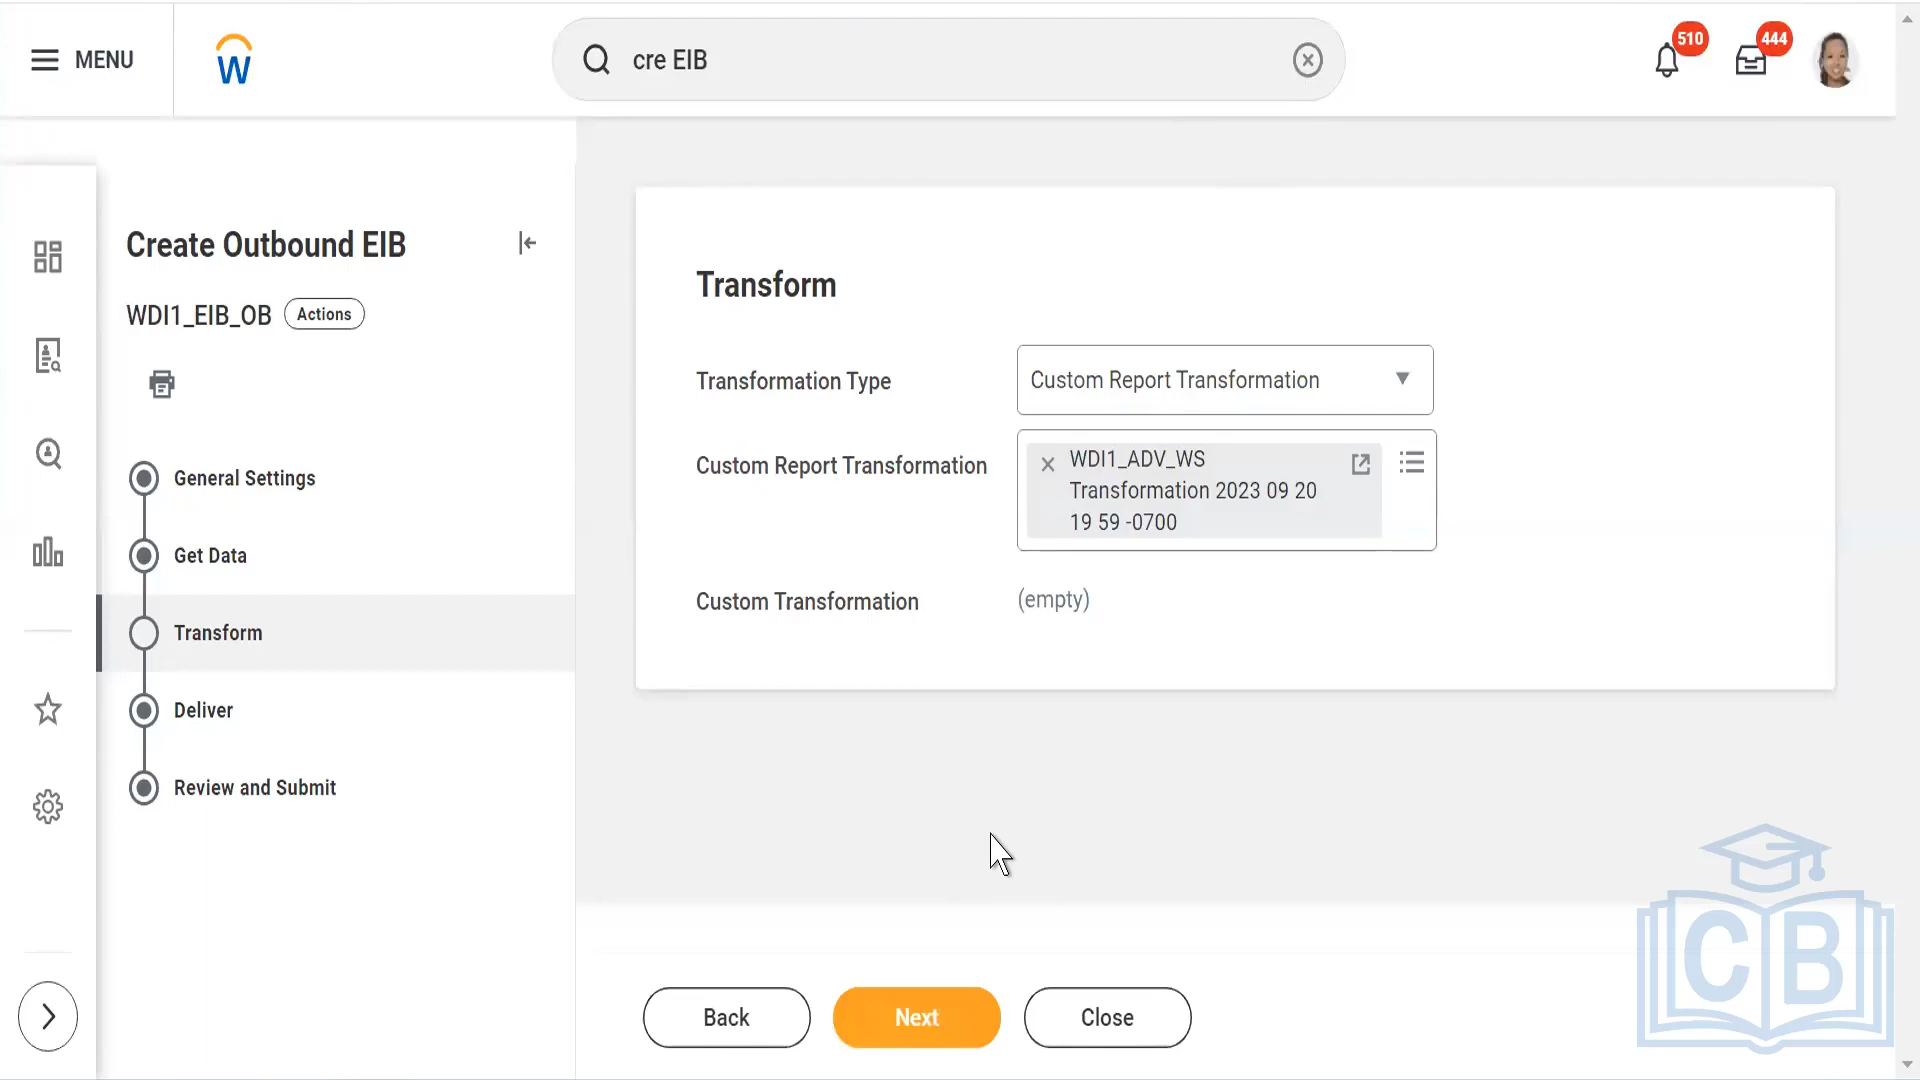 MENU
cre EIB
510
444
Create Outbound EIB
WDI1_EIB_OB
Actions
General Settings
Get Data
Transform
Deliver
Review and Submit
Transform
Transformation Type
Custom Report Transformation
Custom Report Transformation
WDI1_ADV_WS
Transformation 2023 09 20
19 59 -0700
Custom Transformation
(empty)
Back
Next
Close
CB